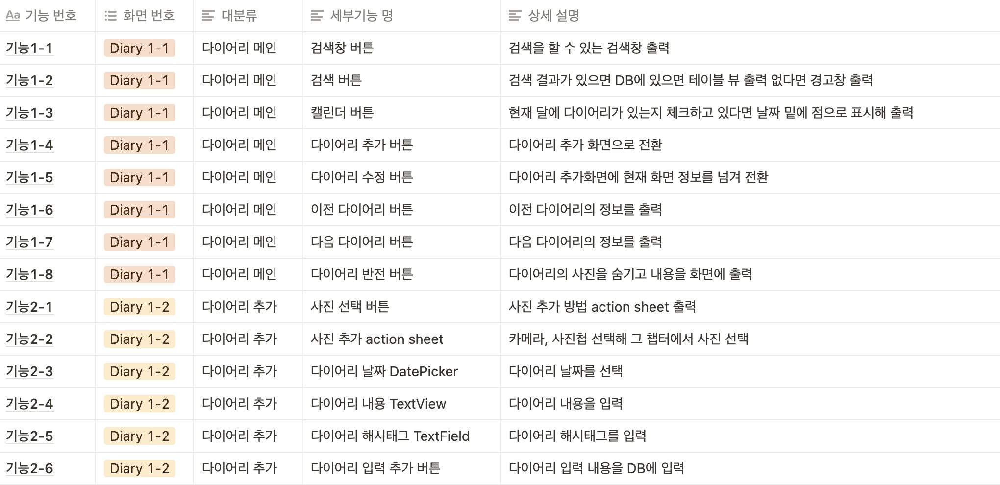 Aa 기능 번호 화면 번호 대분류 세부기능 명 상세 설명
기능1-1 Diary 1-1 다이어리 메인 검색창 버튼 검색을 할 수 있는 검색창 출력
기능1-2 Diary 1-1 다이어리 메인 검색 버튼 검색 결과가 있으면 DB에 있으면 테이블 뷰 출력 없다면 경고창 출력
기능1-3 Diary 1-1 다이어리 메인 캘린더 버튼 현재 달에 다이어리가 있는지 체크하고 있다면 날짜 밑에 점으로 표시해 출력
기능1-4 Diary 1-1 다이어리 메인 다이어리 추가 버튼 다이어리 추가 화면으로 전환
기능1-5 Diary 1-1 다이어리 메인 다이어리 수정 버튼 다이어리 추가화면에 현재 화면 정보를 넘겨 전환
기능1-6 Diary 1-1 다이어리 메인 이전 다이어리 버튼 이전 다이어리의 정보를 출력
기능1-7 Diary 1-1 다이어리 메인 다음 다이어리 버튼 다음 다이어리의 정보를 출력
기능1-8 Diary 1-1 다이어리 메인 다이어리 반전 버튼 다이어리의 사진을 숨기고 내용을 화면에 출력
기능2-1 Diary 1-2 다이어리 추가 사진 선택 버튼 사진 추가 방법 action sheet 출력
기능2-2 Diary 1-2 다이어리 추가 사진 추가 action sheet 카메라, 사진첩 선택해 그 챕터에서 사진 선택
기능2-3 Diary 1-2 다이어리 추가 다이어리 날짜 DatePicker 다이어리 날짜를 선택
기능2-4 Diary 1-2 다이어리 추가 다이어리 내용 TextView 다이어리 내용을 입력
기능2-5 Diary 1-2 다이어리 추가 다이어리 해시태그 TextField 다이어리 해시태그를 입력
기능2-6 Diary 1-2 다이어리 추가 다이어리 입력 추가 버튼 다이어리 입력 내용을 DB에 입력